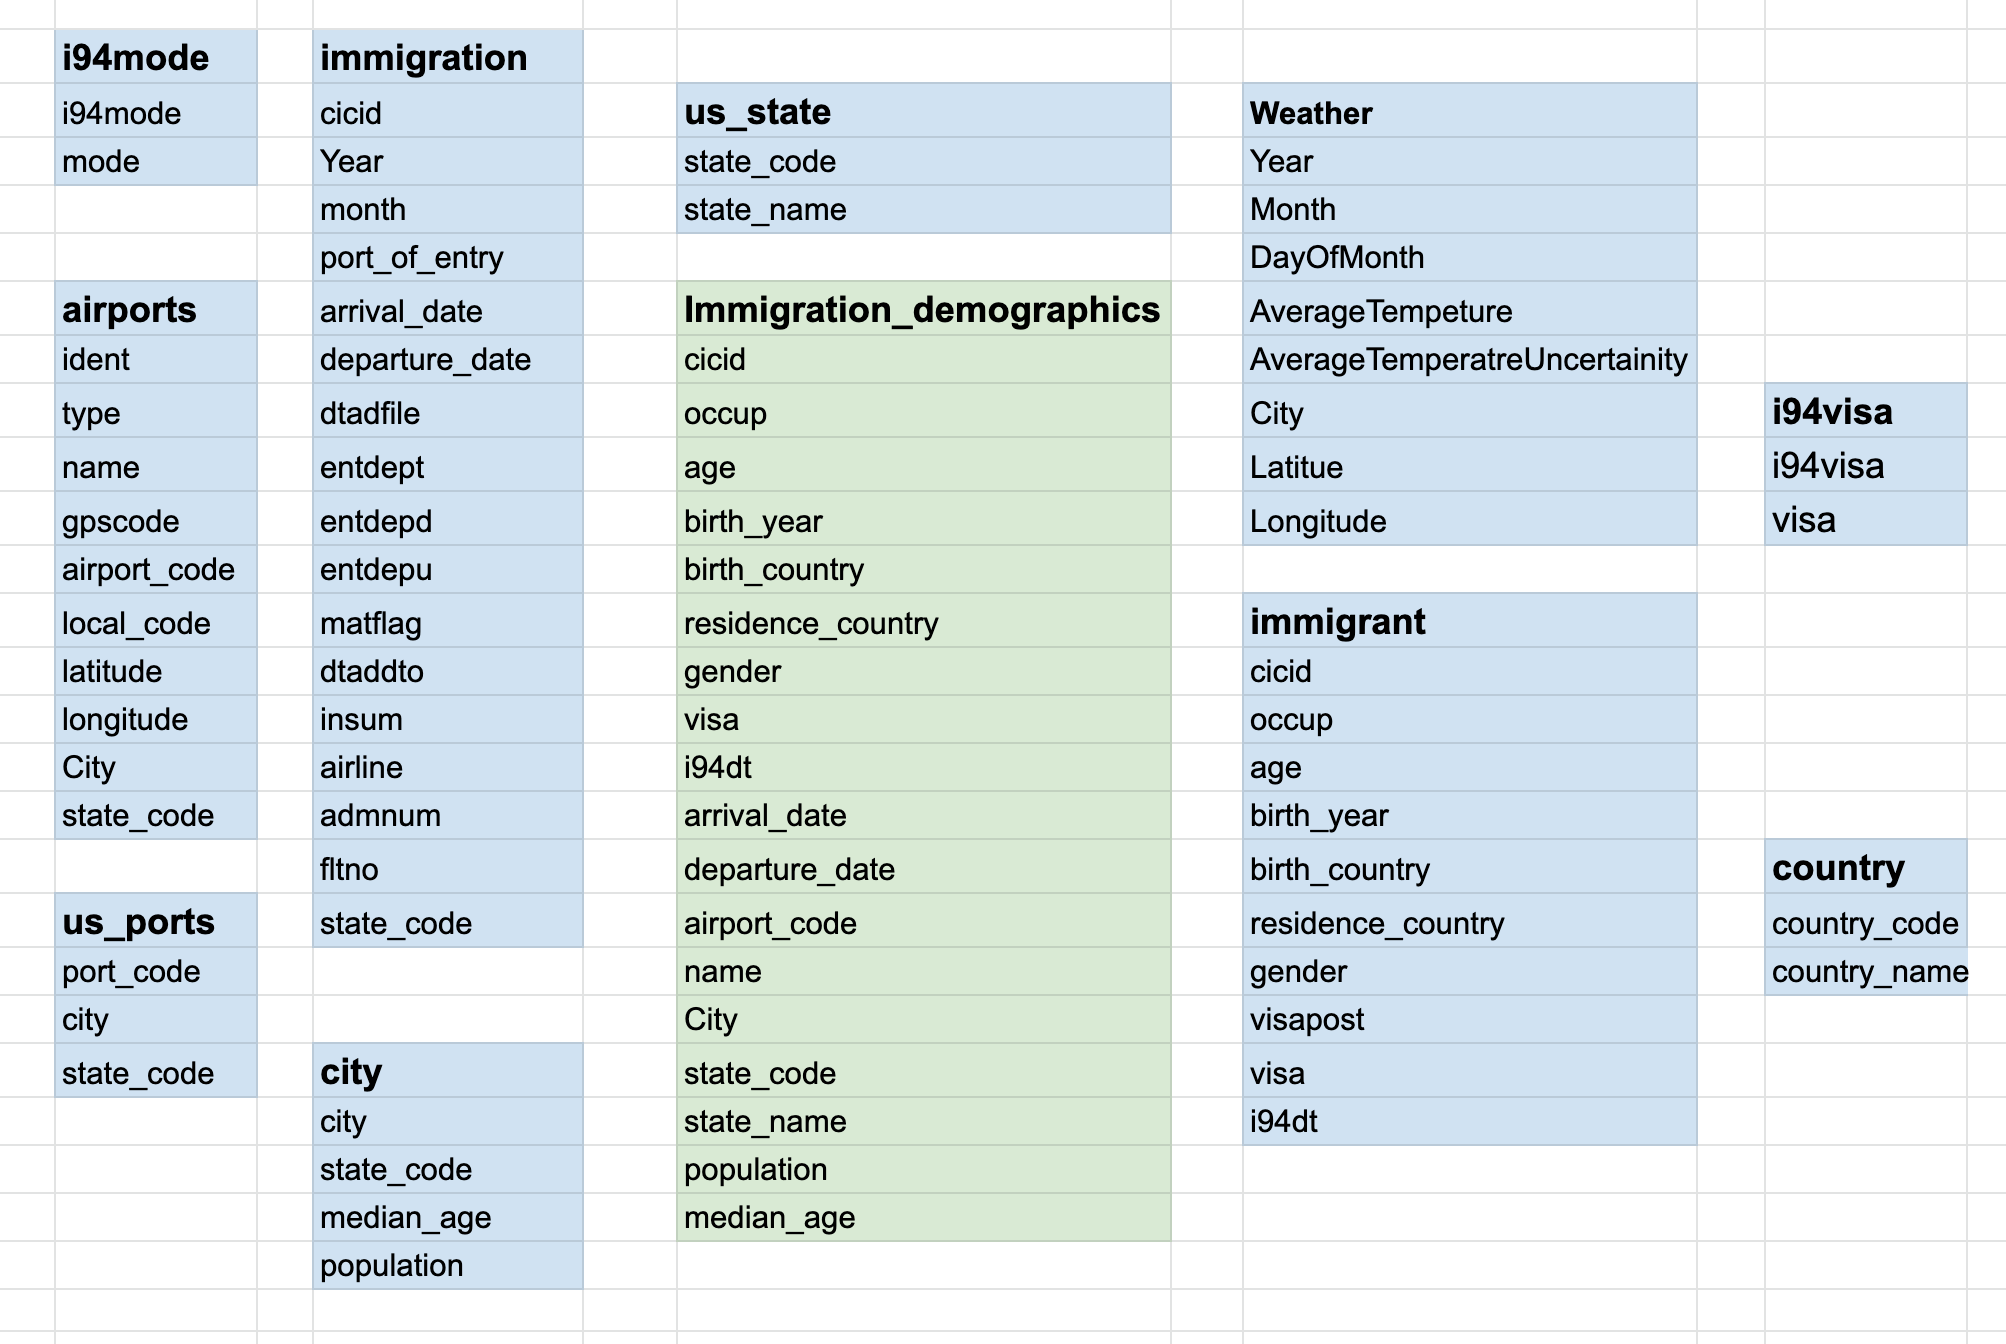 i94mode
i94mode
mode
airports
ident
type
name
gpscode
airport_code
local_code
latitude
longitude
City
state_code
us_ports
port_code
city
state_code
immigration
cicid
Year
month
port_of_entry
arrival_date
departure_date
dtadfile
entdept
entdepd
entdepu
matflag
dtaddto
insum
airline
admnum
fltno
state_code
city
city
state_code
median_age
population
us_state
state_code
state_name
Immigration_demographics
cicid
occup
age
birth_year
birth_country
residence_country
gender
visa
i94dt
arrival_date
departure_date
airport_code
name
City
state_code
state_name
population
median_age
Weather
Year
Month
DayOfMonth
AverageTempeture
AverageTemperatreUncertainity
City
Latitue
Longitude
immigrant
cicid
occup
age
birth_year
birth_country
residence_country
gender
visapost
visa
i94dt
i94visa
i94visa
visa
country
country_code
country_name